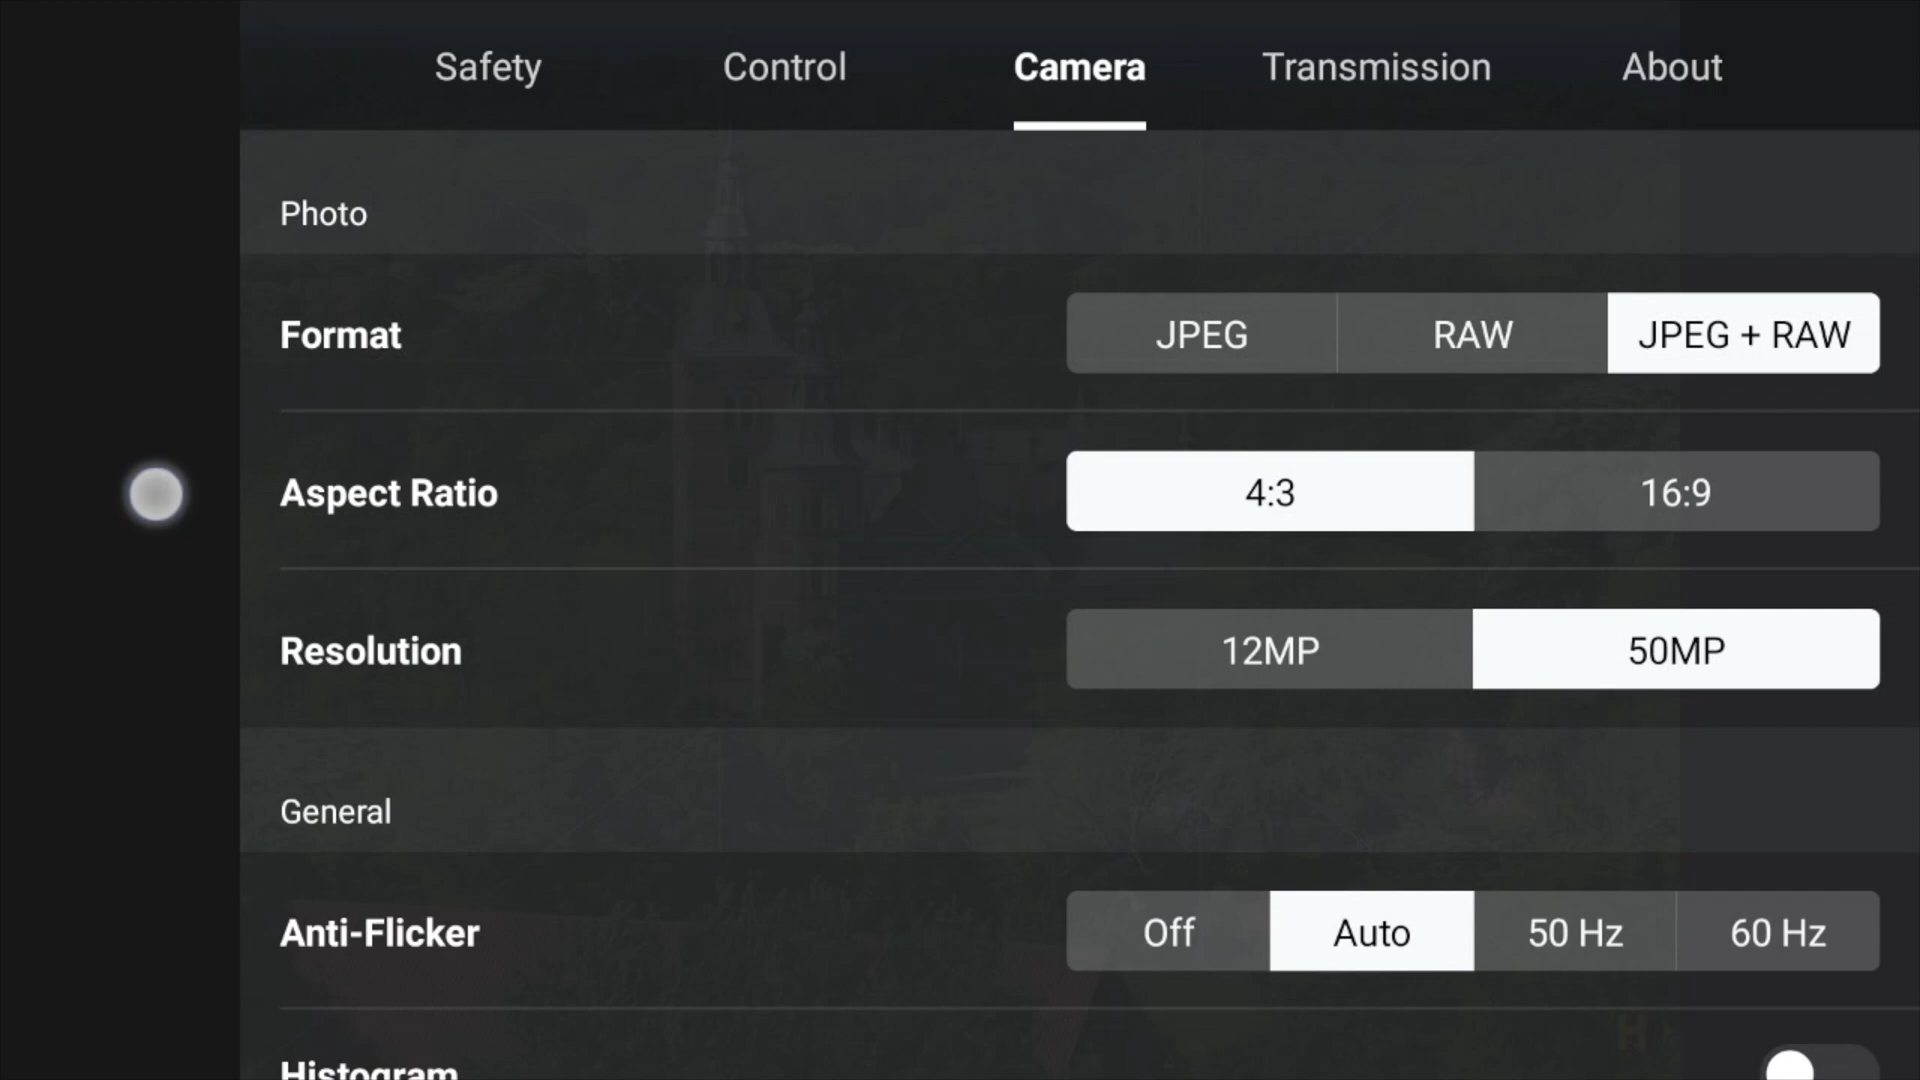 Safety Control Camera Transmission About
Photo
Format JPEG RAW JPEG + RAW
Aspect Ratio 4:3 16:9
Resolution 12MP 50MP
General
Anti-Flicker Off Auto 50 Hz 60 Hz
Histogram